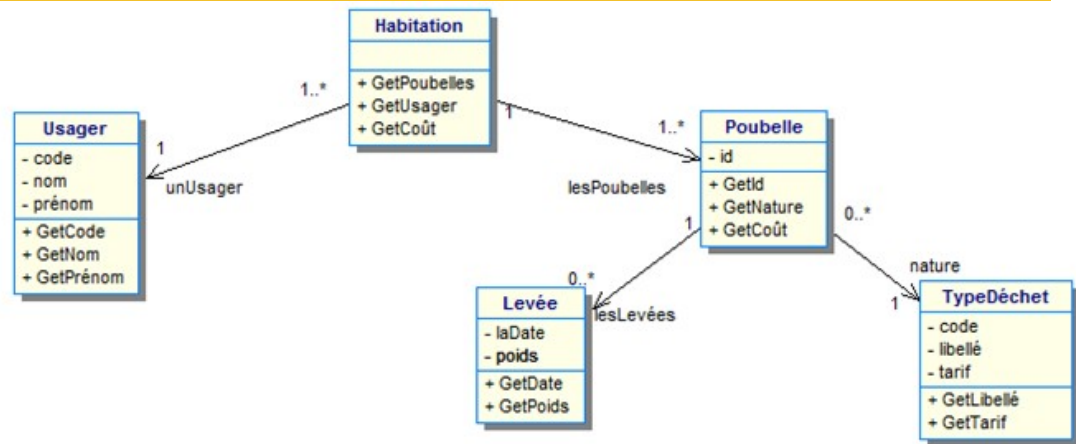 Habitation
+ GetPoubelles
+ GetUsager
+ GetCoût
1..*
1
unUsager
1
1..*
lesPoubelles
Usager
- code
- nom
- prénom
+ GetCode
+ GetNom
+ GetPrénom
Poubelle
- id
+ GetId
+ GetNature
+ GetCoût
1
0..*
lesLevées
0..*
nature
1
Levée
- laDate
- poids
+ GetDate
+ GetPoids
TypeDéchet
- code
- libellé
- tarif
+ GetLibellé
+ GetTarif